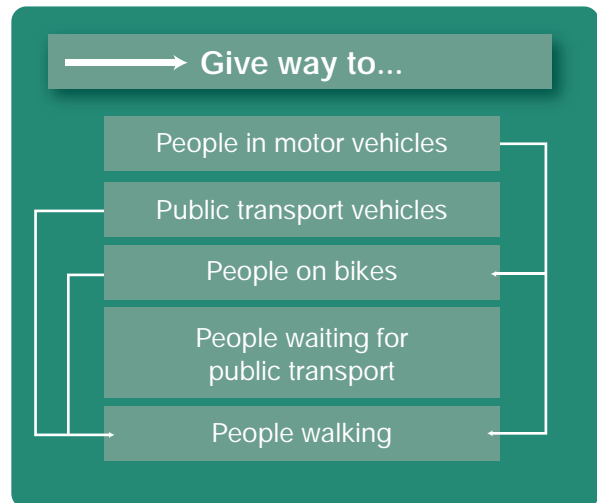 Give way to...
People in motor vehicles
Public transport vehicles
People on bikes
People waiting for
public transport
People walking